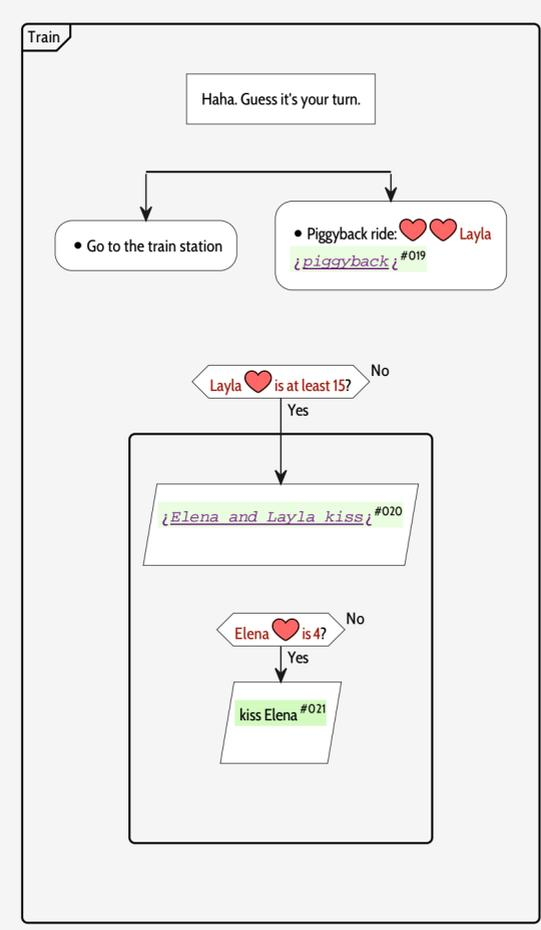 Train
Haha. Guess it's your turn.
• Go to the train station
• Piggyback ride: Layla
¿piggyback¿ #019
Layla is at least 15?
No
Yes
¿Elena and Layla kiss¿ #020
Elena is 4?
No
Yes
kiss Elena #021